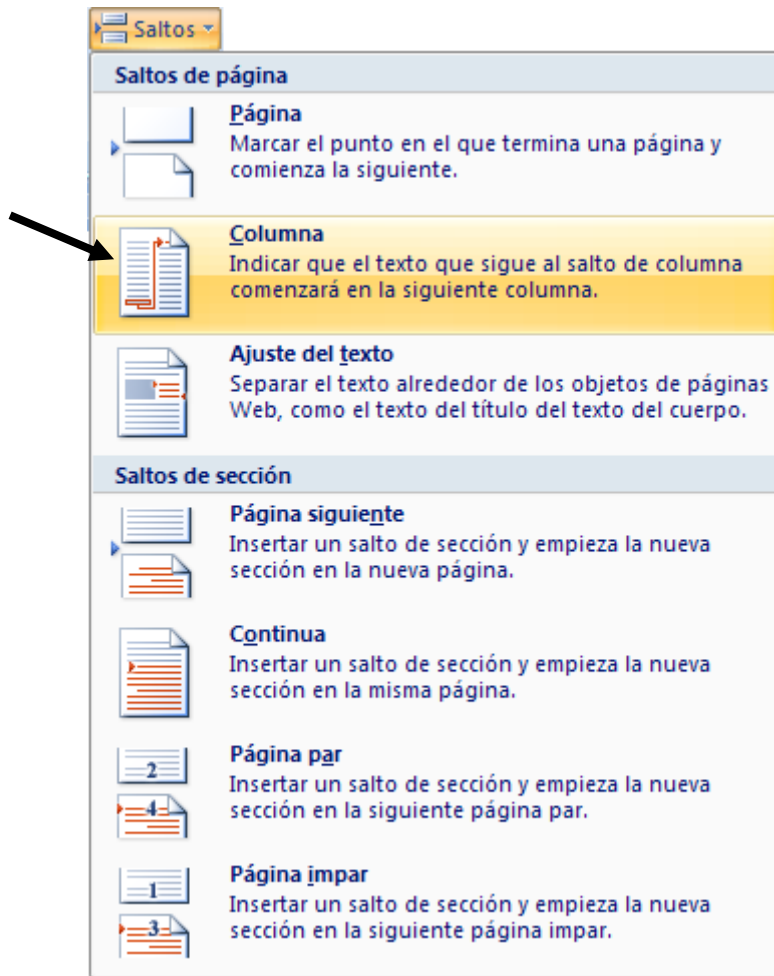 Saltos
Saltos de página
Página
Marcar el punto en el que termina una página y
comienza la siguiente.
Columna
Indicar que el texto que sigue al salto de columna
comenzará en la siguiente columna.
Ajuste del texto
Separar el texto alrededor de los objetos de páginas
Web, como el texto del título del texto del cuerpo.
Saltos de sección
Página siguiente
Insertar un salto de sección y empieza la nueva
sección en la nueva página.
Continua
Insertar un salto de sección y empieza la nueva
sección en la misma página.
2
Página par
4
Insertar un salto de sección y empieza la nueva
sección en la siguiente página par.
1
Página impar
3
Insertar un salto de sección y empieza la nueva
sección en la siguiente página impar.